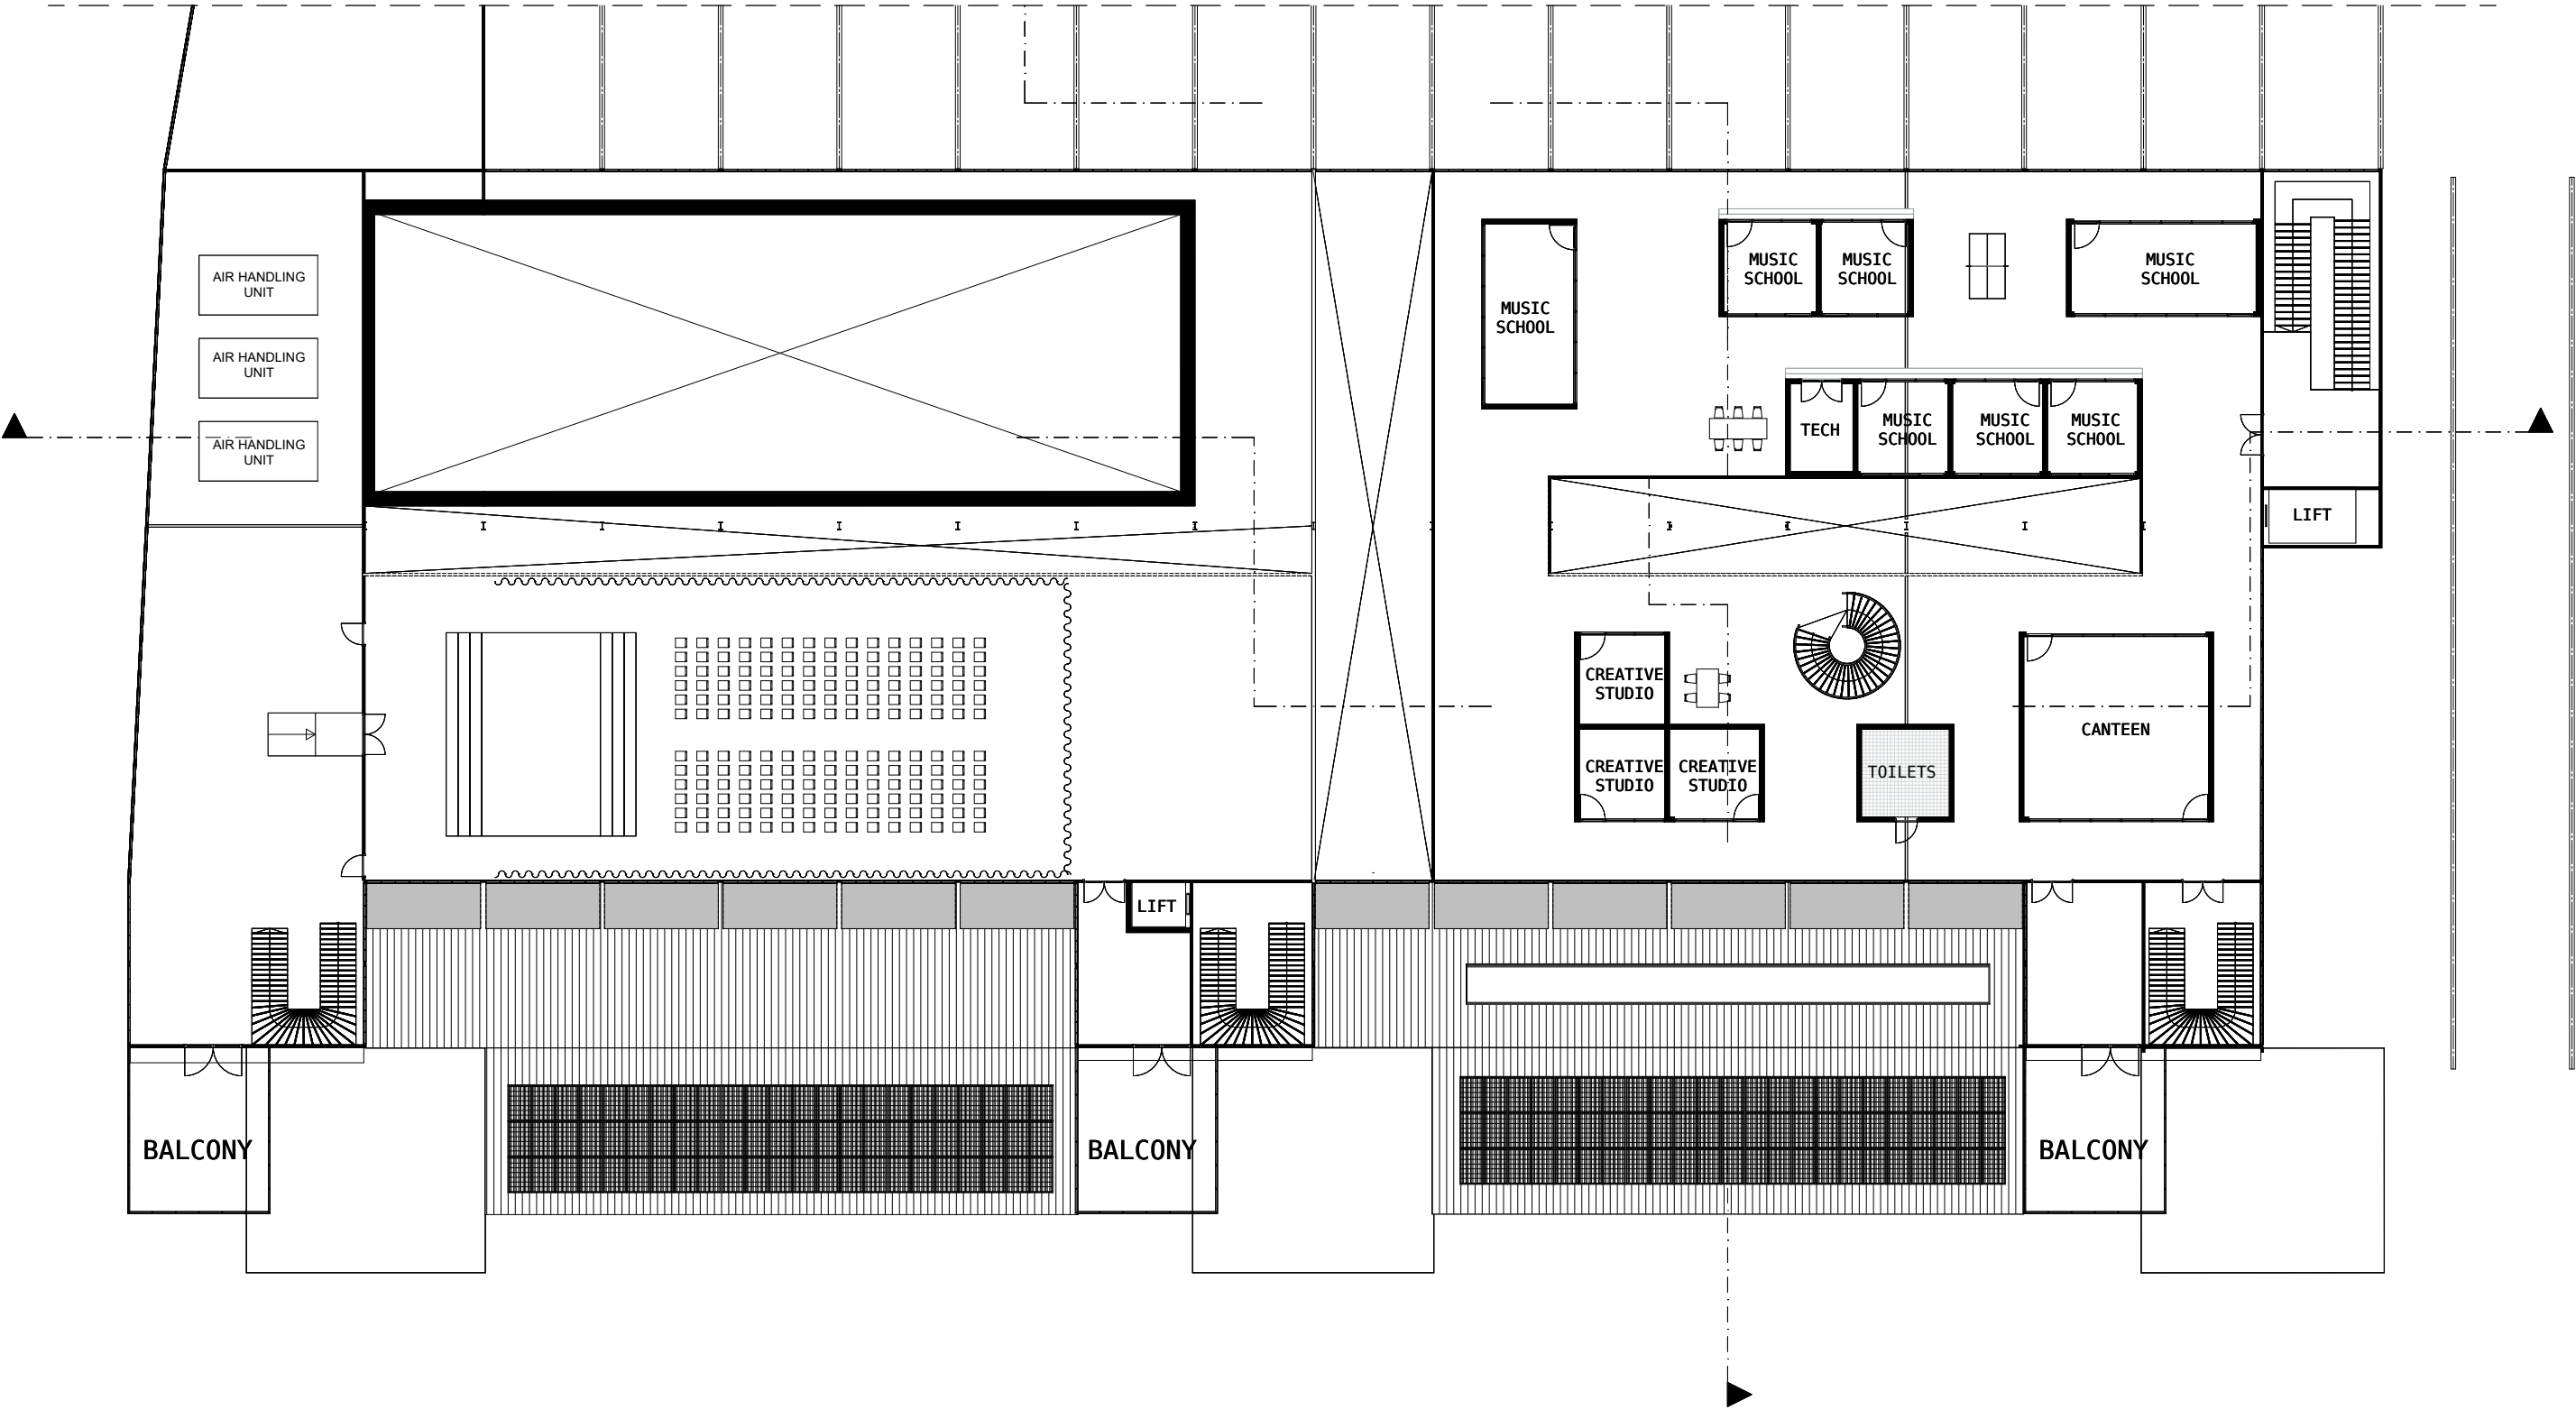 AIR HANDLING
UNIT
AIR HANDLING
UNIT
AIR HANDLING
UNIT
MUSIC
SCHOOL
MUSIC
SCHOOL
MUSIC
SCHOOL
MUSIC
SCHOOL
TECH
MUSIC
SCHOOL
MUSIC
SCHOOL
MUSIC
SCHOOL
LIFT
CREATIVE
STUDIO
CREATIVE
STUDIO
CREATIVE
STUDIO
TOILETS
CANTEEN
LIFT
BALCONY
BALCONY
BALCONY